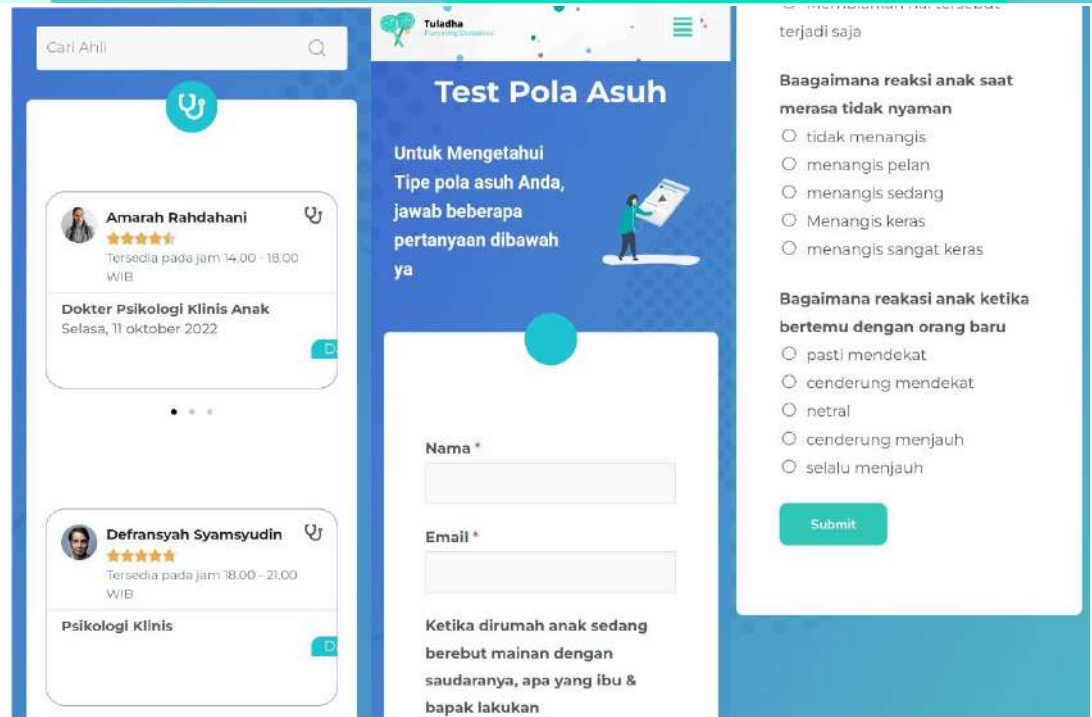 Cari Ahli
Amarah Rahdahani
Tersedia pada jam 14.00 - 18.00
WIB
Dokter Psikologi Klinis Anak
Selasa, 11 oktober 2022
D
Defransyah Syamsyudin
Tersedia pada jam 18.00 - 21.00
WIB
Psikologi Klinis
D
Tuladha
Test Pola Asuh
Untuk Mengetahui
Tipe pola asuh Anda,
jawab beberapa
pertanyaan dibawah
ya
Nama *
Email *
Ketika dirumah anak sedang
berebut mainan dengan
saudaranya, apa yang ibu &
bapak lakukan
terjadi saja
Baagaimana reaksi anak saat
merasa tidak nyaman
tidak menangis
menangis pelan
menangis sedang
Menangis keras
menangis sangat keras
Bagaimana reakasi anak ketika
bertemu dengan orang baru
pasti mendekat
cenderung mendekat
netral
cenderung menjauh
selalu menjauh
Submit